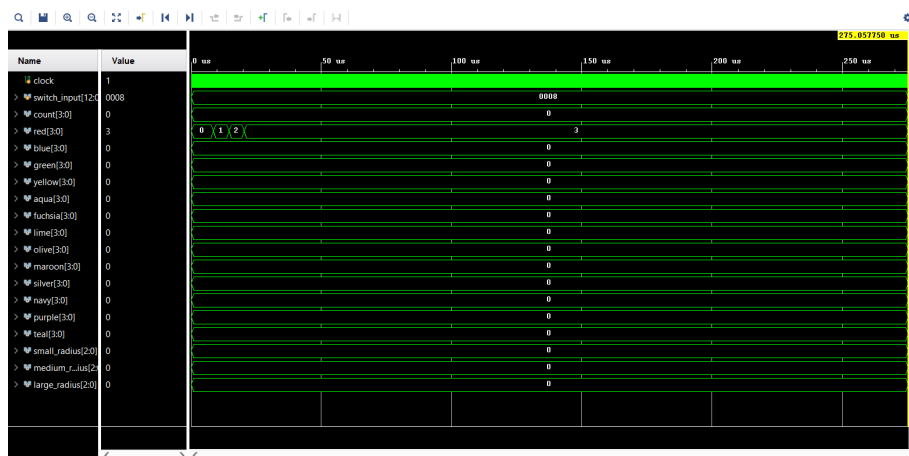 275.057750 us
Name Value 0 us 50 us 100 us 150 us 200 us 250 us
clock 1
switch_input[12:0 0008 0008
count[3:0] 0 0
red[3:0] 3 0 1 2 3
blue[3:0] 0 0
green[3:0] 0 0
yellow[3:0] 0 0
aqua[3:0] 0 0
fuchsia[3:0] 0 0
lime[3:0] 0 0
olive[3:0] 0 0
maroon[3:0] 0 0
silver[3:0] 0 0
navy[3:0] 0 0
purple[3:0] 0 0
teal[3:0] 0 0
small_radius[2:0] 0 0
medium_r...ius[2:0 0 0
large_radius[2:0] 0 0